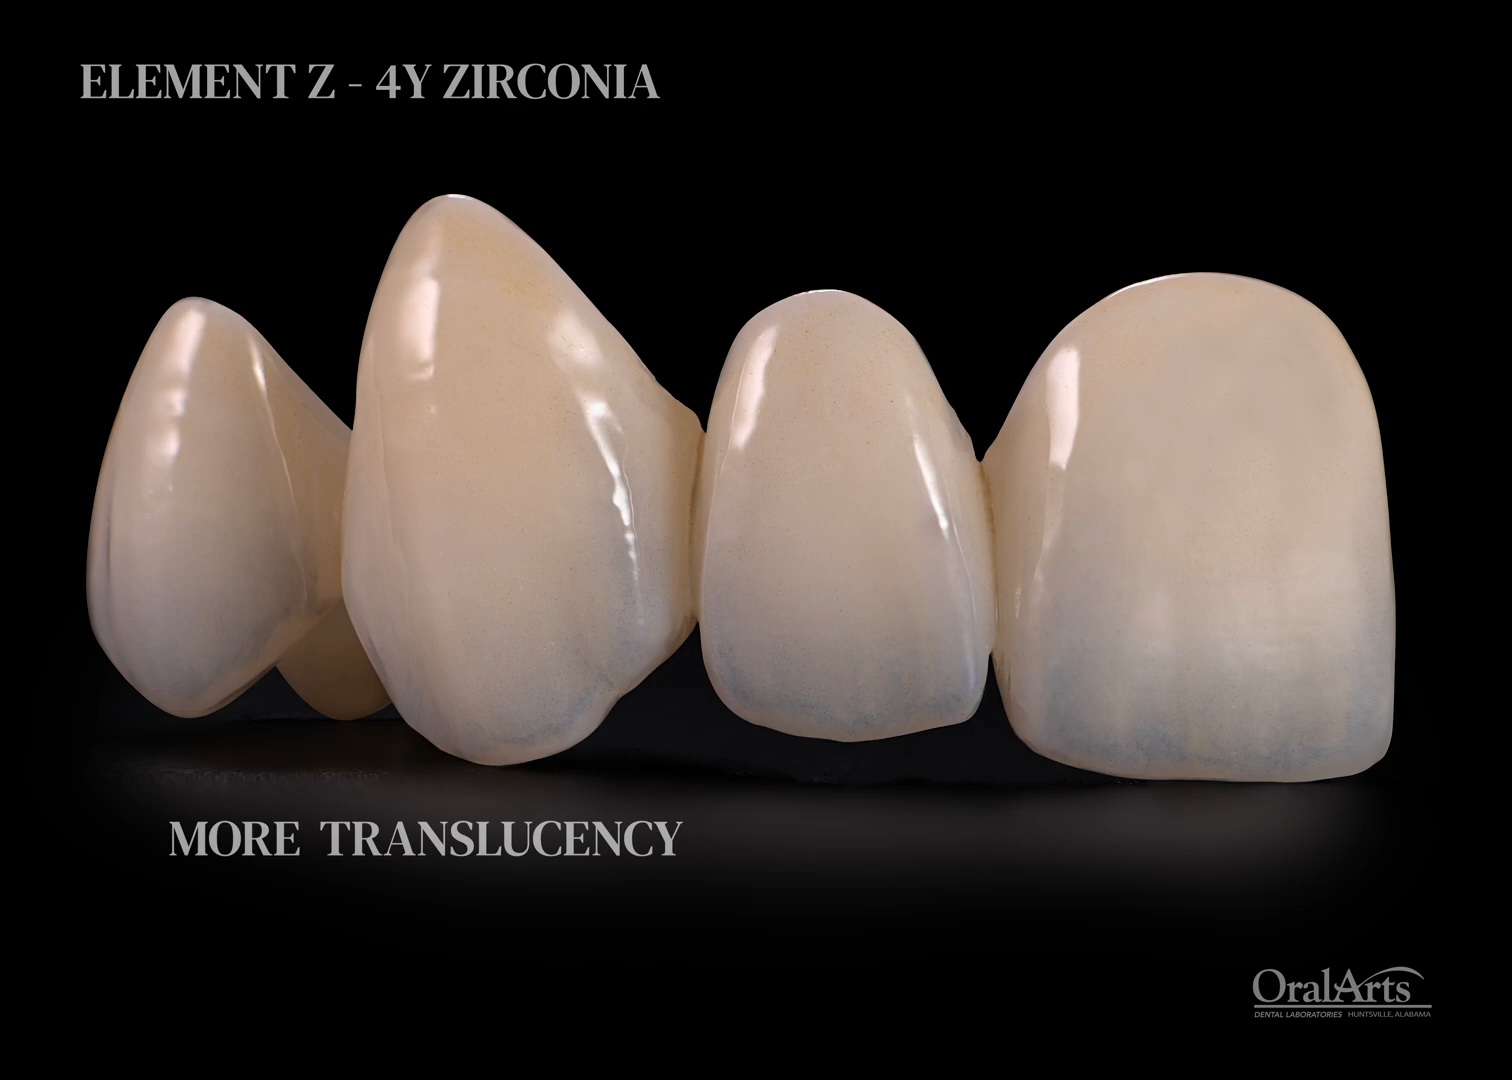 ELEMENT Z - 4Y ZIRCONIA
MORE TRANSLUCENCY
OralArts
DENTAL LABORATORIES HUNTSVILLE, ALABAMA